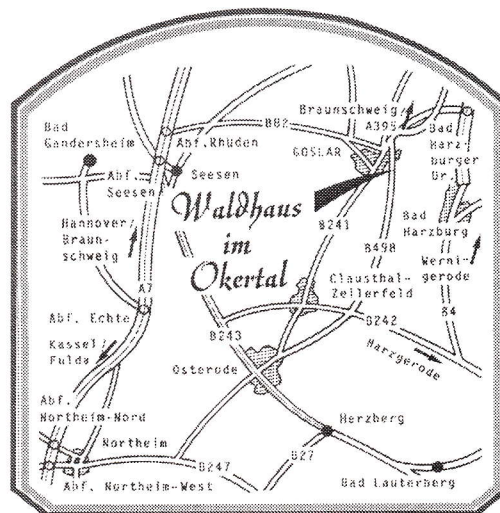 Braunschweig
A395
Bad
Gandersheim
B82
Abf. Rhüden
GOSLAR
Bad
Harz-
burger
Dr.
Abf.
Seesen
Seesen
Waldhaus
im
Okertal
Hannover/
Braun-
schweig
B241
B498
Bad
Harzburg
Werni-
gerode
Clausthal-
Zellerfeld
A7
Abf. Echte
B243
B242
B4
Kassel/
Fulda
Osterode
Harzgerode
Abf.
Northeim-Nord
Northeim
Herzberg
B27
B247
Abf. Northeim-West
Bad Lauterberg